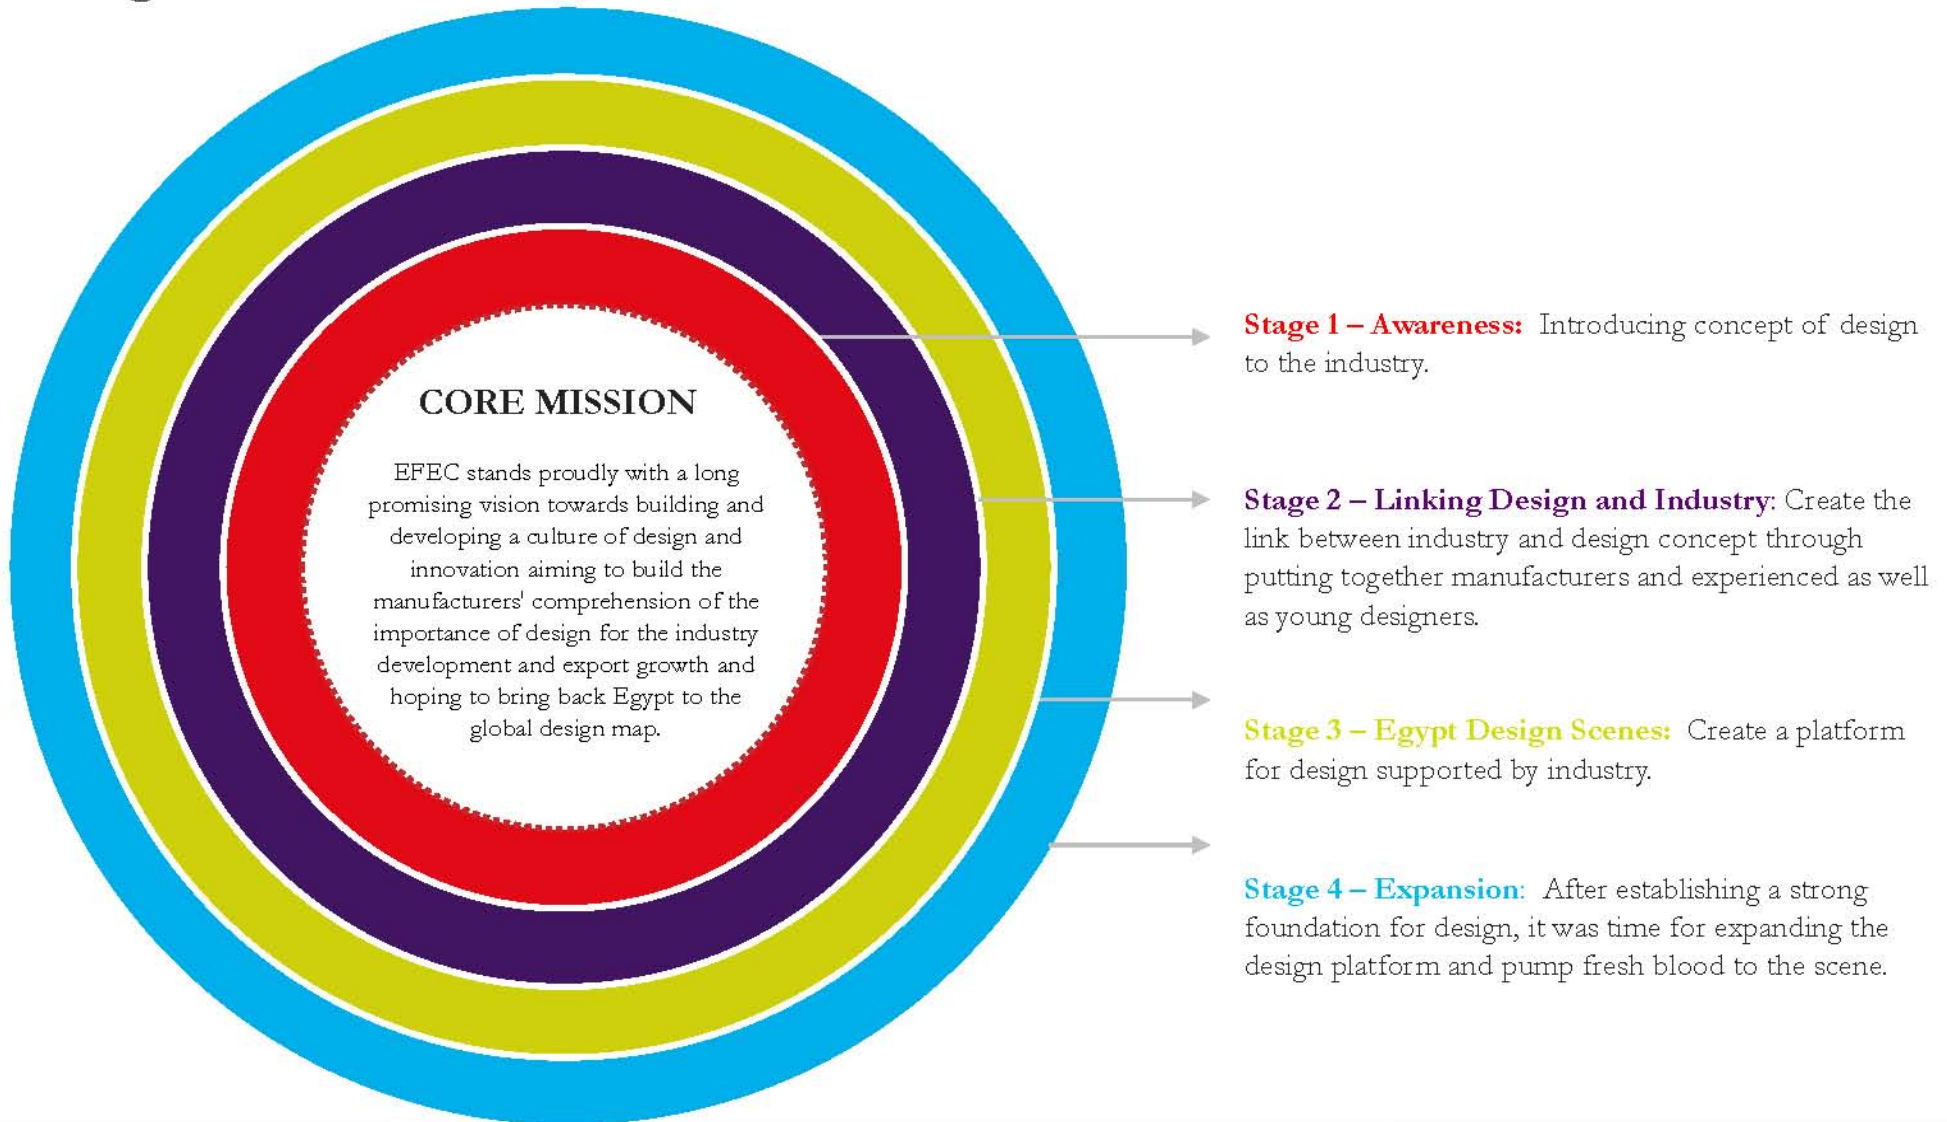 CORE MISSION
EFEC stands proudly with a long
promising vision towards building and
developing a culture of design and
innovation aiming to build the
manufacturers' comprehension of the
importance of design for the industry
development and export growth and
hoping to bring back Egypt to the
global design map.
Stage 1 – Awareness: Introducing concept of design
to the industry.
Stage 2 – Linking Design and Industry: Create the
link between industry and design concept through
putting together manufacturers and experienced as well
as young designers.
Stage 3 – Egypt Design Scenes: Create a platform
for design supported by industry.
Stage 4 – Expansion: After establishing a strong
foundation for design, it was time for expanding the
design platform and pump fresh blood to the scene.